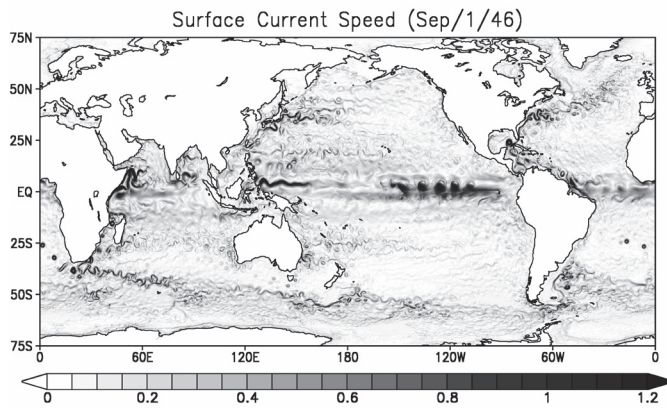 Surface Current Speed (Sep/1/46)
75N
50N
25N
EQ
25S
50S
75S
0 60E 120E 180 120W 60W 0
0 0.2 0.4 0.6 0.8 1 1.2